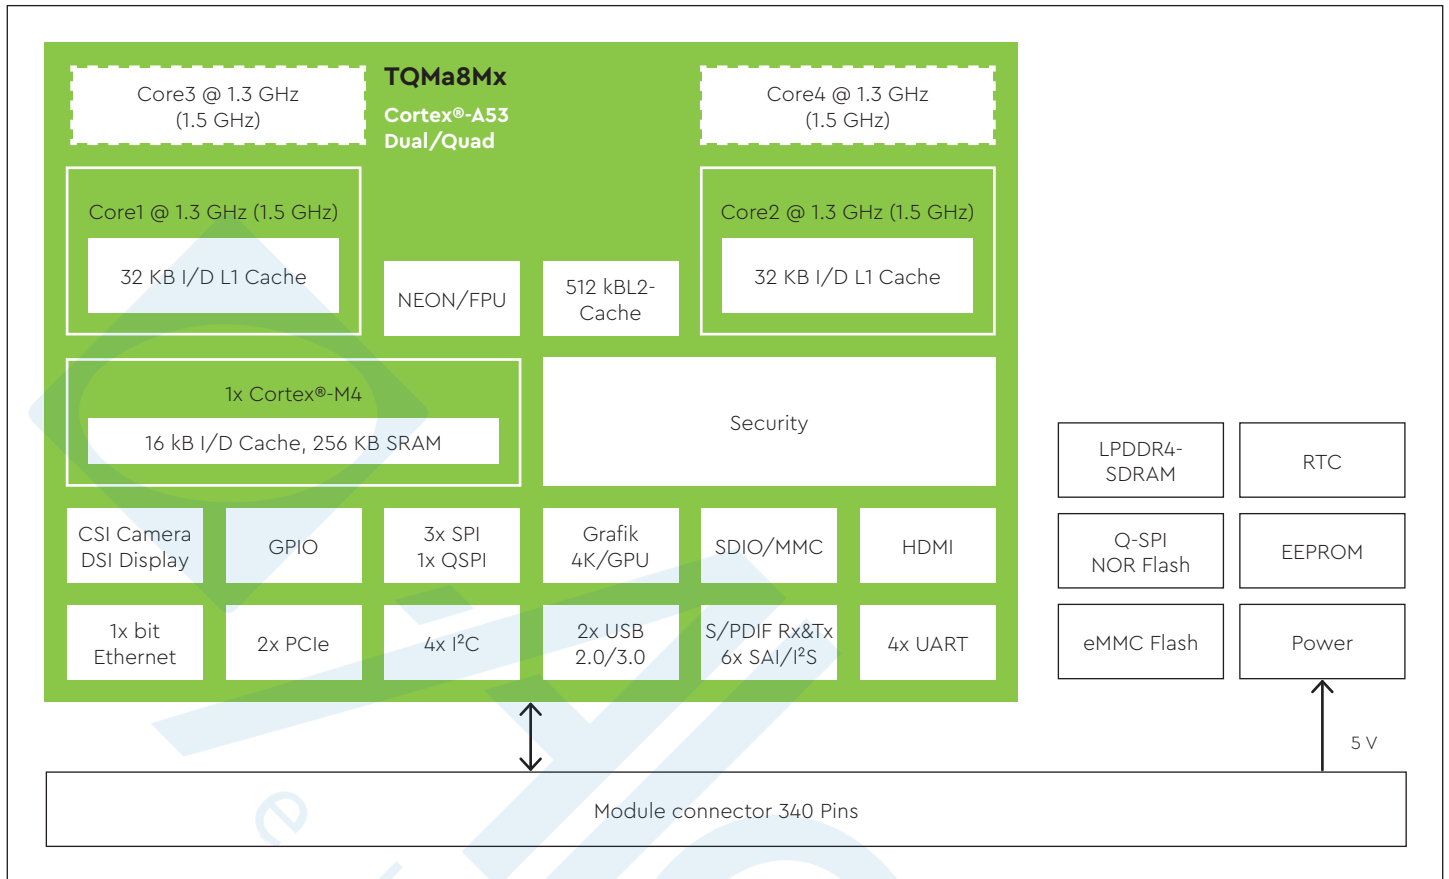 TQMa8Mx
Cortex®-A53
Dual/Quad
Core3 @ 1.3 GHz
(1.5 GHz)
Core4 @ 1.3 GHz
(1.5 GHz)
Core1 @ 1.3 GHz (1.5 GHz)
32 KB I/D L1 Cache
NEON/FPU
512 kBL2-
Cache
Core2 @ 1.3 GHz (1.5 GHz)
32 KB I/D L1 Cache
1x Cortex®-M4
16 kB I/D Cache, 256 KB SRAM
Security
CSI Camera
DSI Display
GPIO
3x SPI
1x QSPI
Grafik
4K/GPU
SDIO/MMC
HDMI
1x bit
Ethernet
2x PCIe
4x I²C
2x USB
2.0/3.0
S/PDIF Rx&Tx
6x SAI/I²S
4x UART
LPDDR4-
SDRAM
RTC
Q-SPI
NOR Flash
EEPROM
eMMC Flash
Power
5 V
Module connector 340 Pins